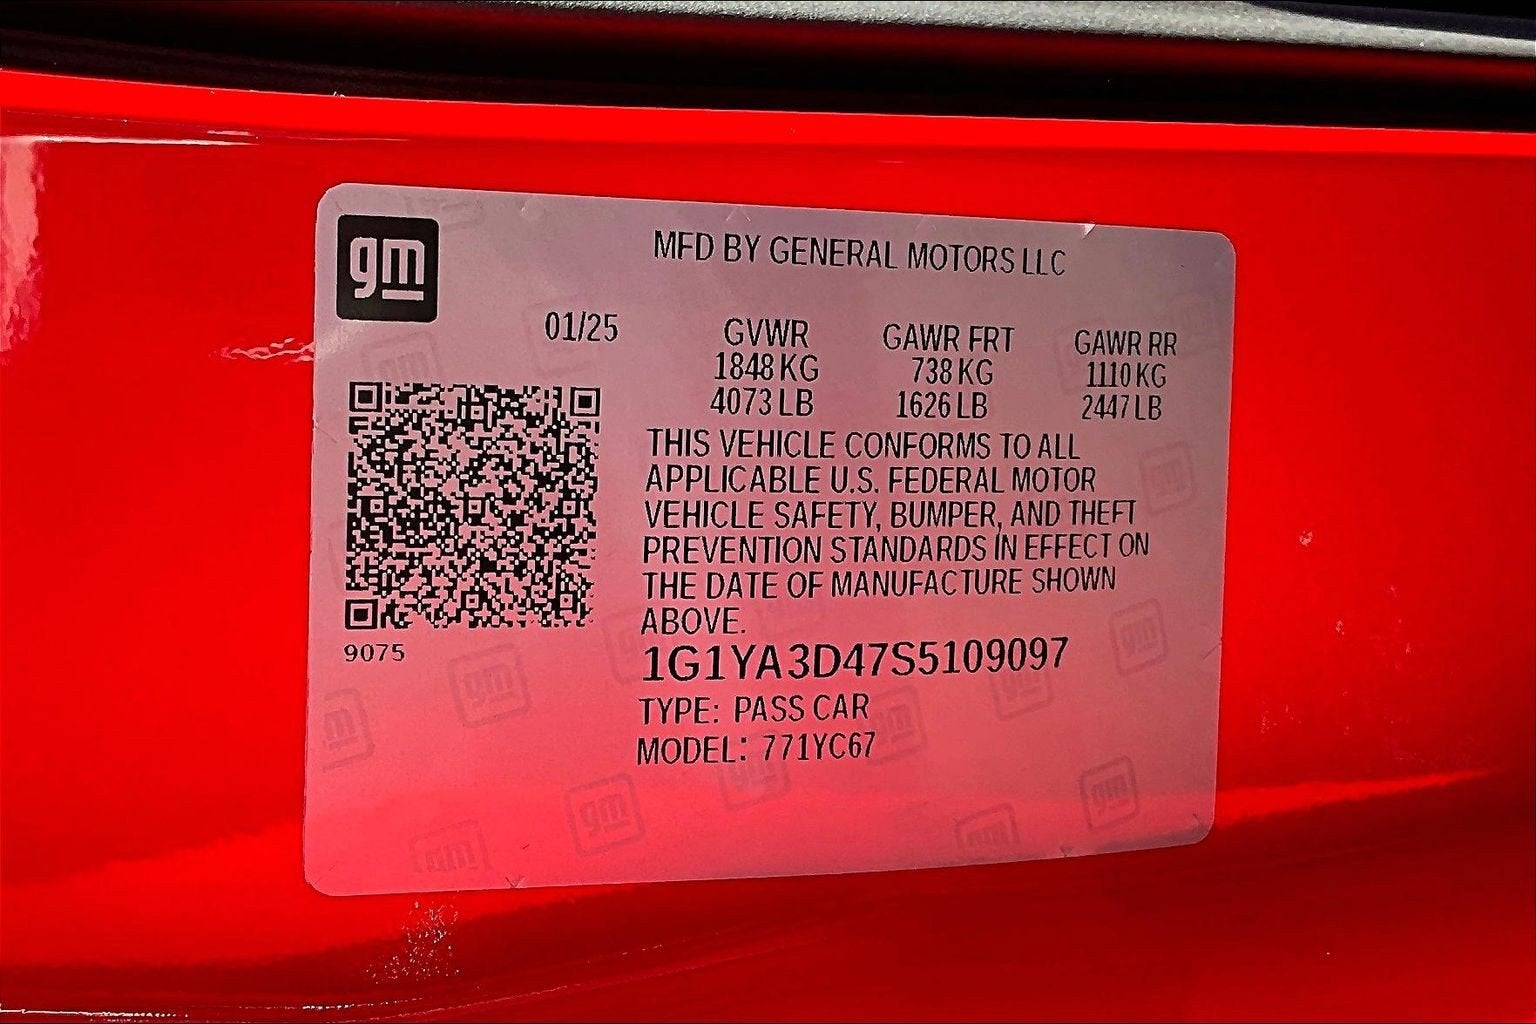 gm
MFD BY GENERAL MOTORS LLC
01/25 GVWR GAWR FRT GAWR RR
1848 KG 738 KG 1110 KG
4073 LB 1626 LB 2447 LB
THIS VEHICLE CONFORMS TO ALL
APPLICABLE U.S. FEDERAL MOTOR
VEHICLE SAFETY, BUMPER, AND THEFT
PREVENTION STANDARDS IN EFFECT ON
THE DATE OF MANUFACTURE SHOWN
ABOVE.
9075
1G1YA3D47S5109097
TYPE: PASS CAR
MODEL: 771YC67